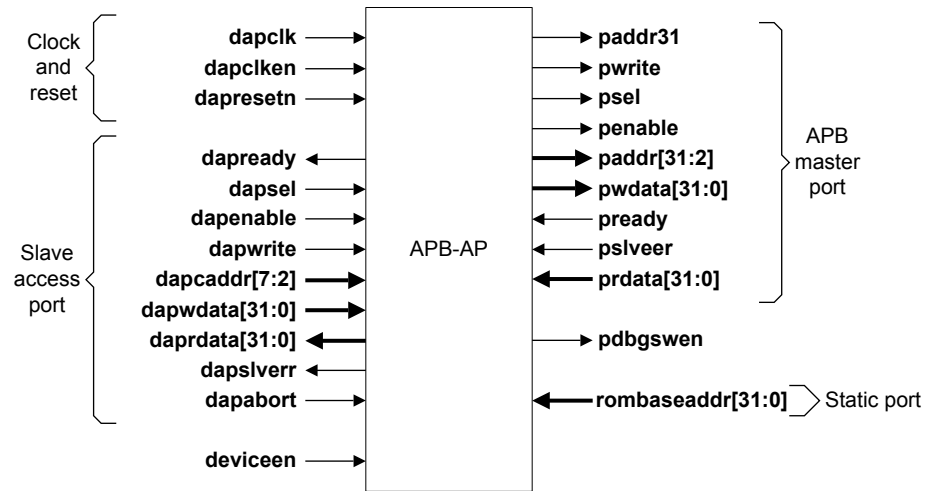 Clock
and
reset
dapclk
dapclken
dapresetn
Slave
access
port
dapready
dapsel
dapenable
dapwrite
dapcaddr[7:2]
dapwdata[31:0]
daprdata[31:0]
dapslverr
dapabort
deviceen
APB-AP
paddr31
pwrite
psel
penable
paddr[31:2]
pwdata[31:0]
pready
pslveer
prdata[31:0]
APB
master
port
pdbgswen
rombaseaddr[31:0]
Static port